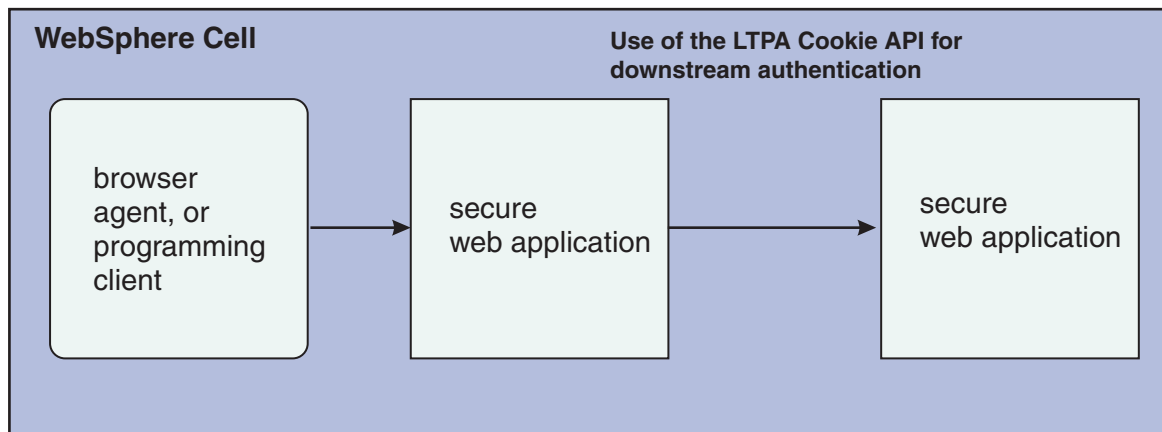 WebSphere Cell
Use of the LTPA Cookie API for
downstream authentication
browser
agent, or
programming
client
secure
web application
secure
web application